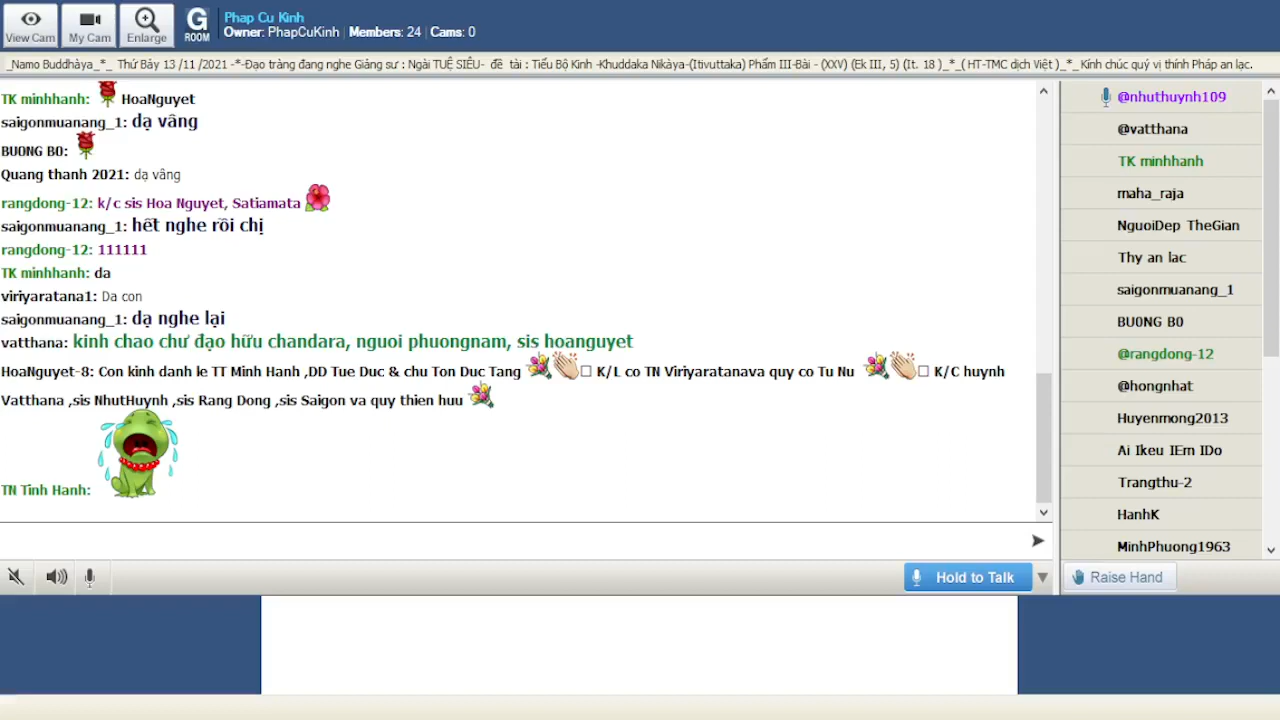 View Cam
My Cam
Enlarge
G
ROOM
Phap Cu Kinh
Owner: PhapCuKinh | Members: 24 | Cams: 0
_Namo Buddhàya_*_ Thứ Bảy 13 /11 /2021 -*-Đạo tràng đang nghe Giảng sư : Ngài TUỆ SIÊU- đề tài : Tiểu Bộ Kinh -Khuddaka Nikàya-(Itivuttaka) Phẩm III-Bài - (XXV) (Ek III, 5) (It. 18 )_*_( HT-TMC dịch Việt )_*_ Kính chúc quý vị thính Pháp an lạc.
TK minhhanh: HoaNguyet
saigonmuanang_1: dạ vâng
BU0NG B0:
Quang thanh 2021: dạ vâng
rangdong-12: k/c sis Hoa Nguyet, Satiamata
saigonmuanang_1: hết nghe rồi chị
rangdong-12: 111111
TK minhhanh: da
viriyaratana1: Da con
saigonmuanang_1: dạ nghe lại
vatthana: kinh chao chư đạo hữu chandara, nguoi phuongnam, sis hoanguyet
HoaNguyet-8: Con kinh danh le TT Minh Hanh ,DD Tue Duc & chu Ton Duc Tang K/L co TN Viriyaratanava quy co Tu Nu K/C huynh
Vatthana ,sis NhutHuynh ,sis Rang Dong ,sis Saigon va quy thien huu
TN Tinh Hanh:
@nhuthuynh109
@vatthana
TK minhhanh
maha_raja
NguoiDep TheGian
Thy an lac
saigonmuanang_1
BU0NG B0
@rangdong-12
@hongnhat
Huyenmong2013
Ai Ikeu IEm IDo
Trangthu-2
HanhK
MinhPhuong1963
Hold to Talk
Raise Hand